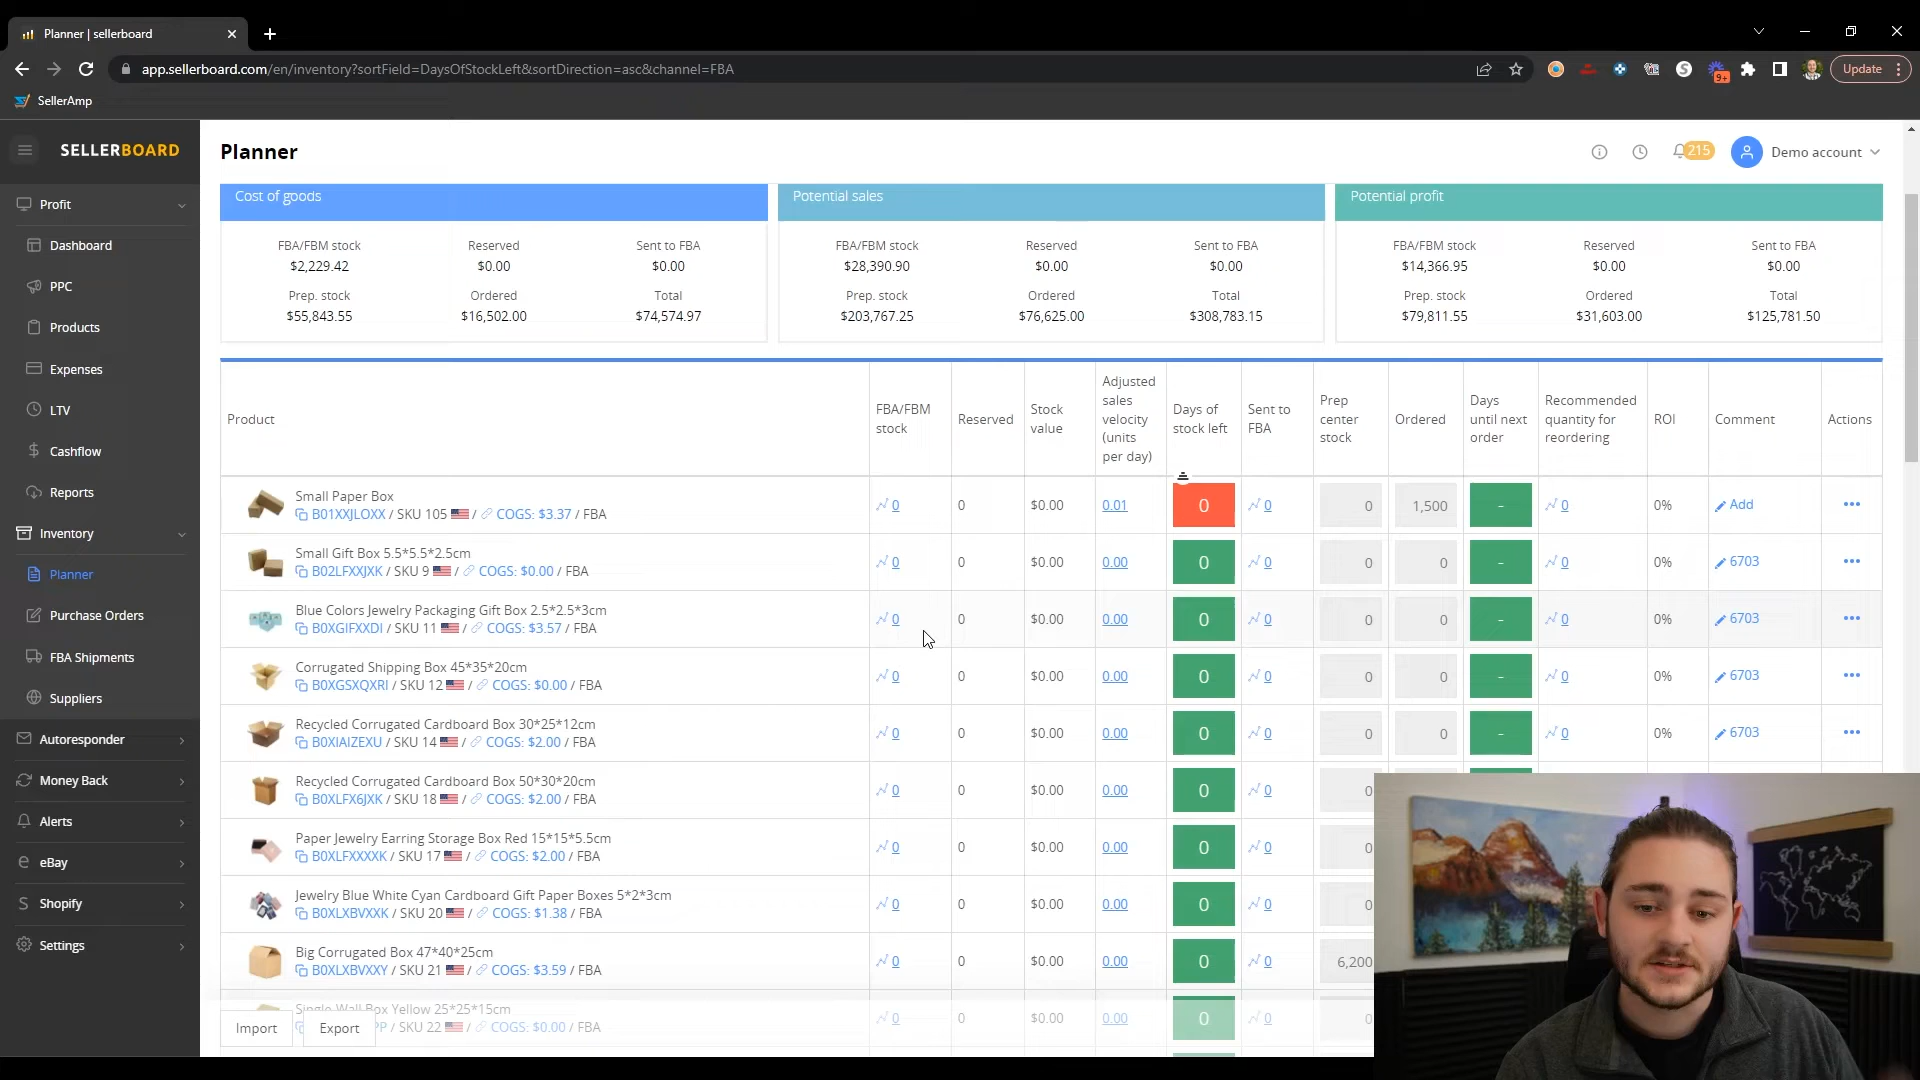 Planner | sellerboard
app.sellerboard.com/en/inventory?sortField=DaysOfStockLeft&sortDirection=asc&channel=FBA
9+
Update
SellerAmp
SELLERBOARD
Planner
215
Demo account
Profit
Dashboard
PPC
Products
Expenses
LTV
Cashflow
Reports
Inventory
Planner
Purchase Orders
FBA Shipments
Suppliers
Autoresponder
Money Back
Alerts
eBay
Shopify
Settings
Cost of goods
FBA/FBM stock Reserved Sent to FBA
$2,229.42 $0.00 $0.00
Prep. stock Ordered Total
$55,843.55 $16,502.00 $74,574.97
Potential sales
FBA/FBM stock Reserved Sent to FBA
$28,390.90 $0.00 $0.00
Prep. stock Ordered Total
$203,767.25 $76,625.00 $308,783.15
Potential profit
FBA/FBM stock Reserved Sent to FBA
$14,366.95 $0.00 $0.00
Prep. stock Ordered Total
$79,811.55 $31,603.00 $125,781.50
Product
FBA/FBM
stock
Reserved
Stock
value
Adjusted
sales
velocity
(units
per day)
Days of
stock left
Sent to
FBA
Prep
center
stock
Ordered
Days
until next
order
Recommended
quantity for
reordering
ROI
Comment
Actions
Small Paper Box
B01XXJLOXX / SKU 105 / COGS: $3.37 / FBA
0 0 $0.00 0.01 0 0 0 1,500 - 0 0% Add
Small Gift Box 5.5*5.5*2.5cm
B02LFXXJXK / SKU 9 / COGS: $0.00 / FBA
0 0 $0.00 0.00 0 0 0 0 - 0 0% 6703
Blue Colors Jewelry Packaging Gift Box 2.5*2.5*3cm
B0XGIFXXDI / SKU 11 / COGS: $3.57 / FBA
0 0 $0.00 0.00 0 0 0 0 - 0 0% 6703
Corrugated Shipping Box 45*35*20cm
B0XGSXQXRI / SKU 12 / COGS: $0.00 / FBA
0 0 $0.00 0.00 0 0 0 0 - 0 0% 6703
Recycled Corrugated Cardboard Box 30*25*12cm
B0XIAIZEXU / SKU 14 / COGS: $2.00 / FBA
0 0 $0.00 0.00 0 0 0 0 - 0 0% 6703
Recycled Corrugated Cardboard Box 50*30*20cm
B0XLFX6JXK / SKU 18 / COGS: $2.00 / FBA
0 0 $0.00 0.00 0 0 0
Paper Jewelry Earring Storage Box Red 15*15*5.5cm
B0XLFXXXXK / SKU 17 / COGS: $2.00 / FBA
0 0 $0.00 0.00 0 0 0
Jewelry Blue White Cyan Cardboard Gift Paper Boxes 5*2*3cm
B0XLXBVXXK / SKU 20 / COGS: $1.38 / FBA
0 0 $0.00 0.00 0 0 0
Big Corrugated Box 47*40*25cm
B0XLXBVXXY / SKU 21 / COGS: $3.59 / FBA
0 0 $0.00 0.00 0 0 6,200
Single Wall Box Yellow 25*25*15cm
PP / SKU 22 / COGS: $0.00 / FBA
0 0 $0.00 0.00 0 0 0
Import
Export